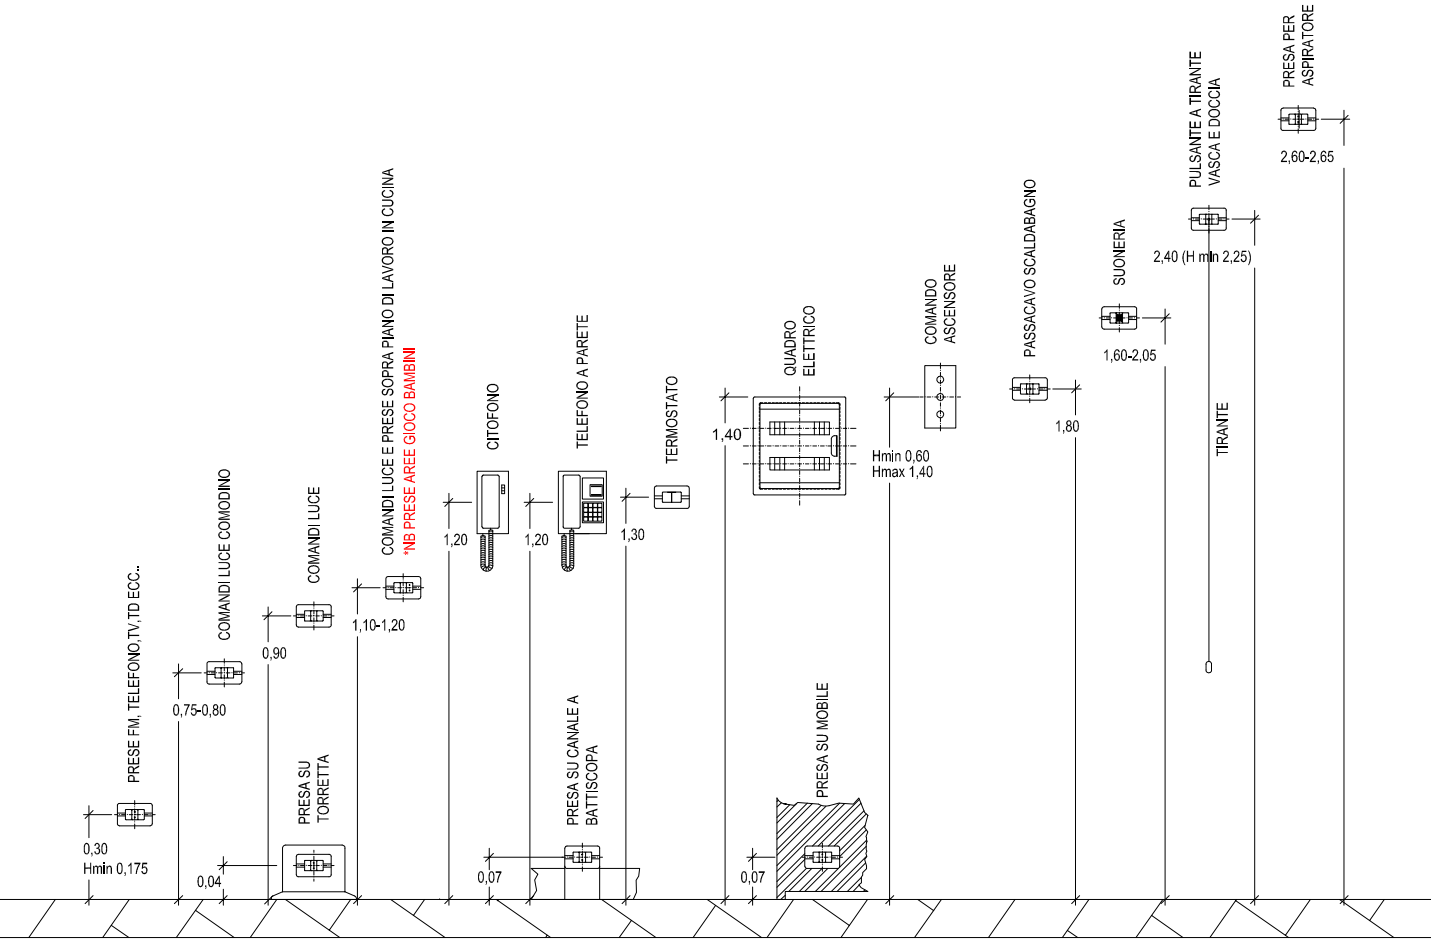 PRESE FM, TELEFONO,TV,TD ECC..
0,30
Hmin 0,175
COMANDI LUCE COMODINO
0,75-0,80
0,04
COMANDI LUCE
0,90
PRESA SU
TORRETTA
COMANDI LUCE E PRESE SOPRA PIANO DI LAVORO IN CUCINA
*NB PRESE AREE GIOCO BAMBINI
1,10-1,20
CITOFONO
1,20
TELEFONO A PARETE
1,20
PRESA SU CANALE A
BATTISCOPA
0,07
TERMOSTATO
1,30
QUADRO
ELETTRICO
1,40
PRESA SU MOBILE
0,07
COMANDO
ASCENSORE
Hmin 0,60
Hmax 1,40
PASSACAVO SCALDABAGNO
1,80
SUONERIA
1,60-2,05
PULSANTE A TIRANTE
VASCA E DOCCIA
2,40 (H min 2,25)
TIRANTE
PRESA PER
ASPIRATORE
2,60-2,65